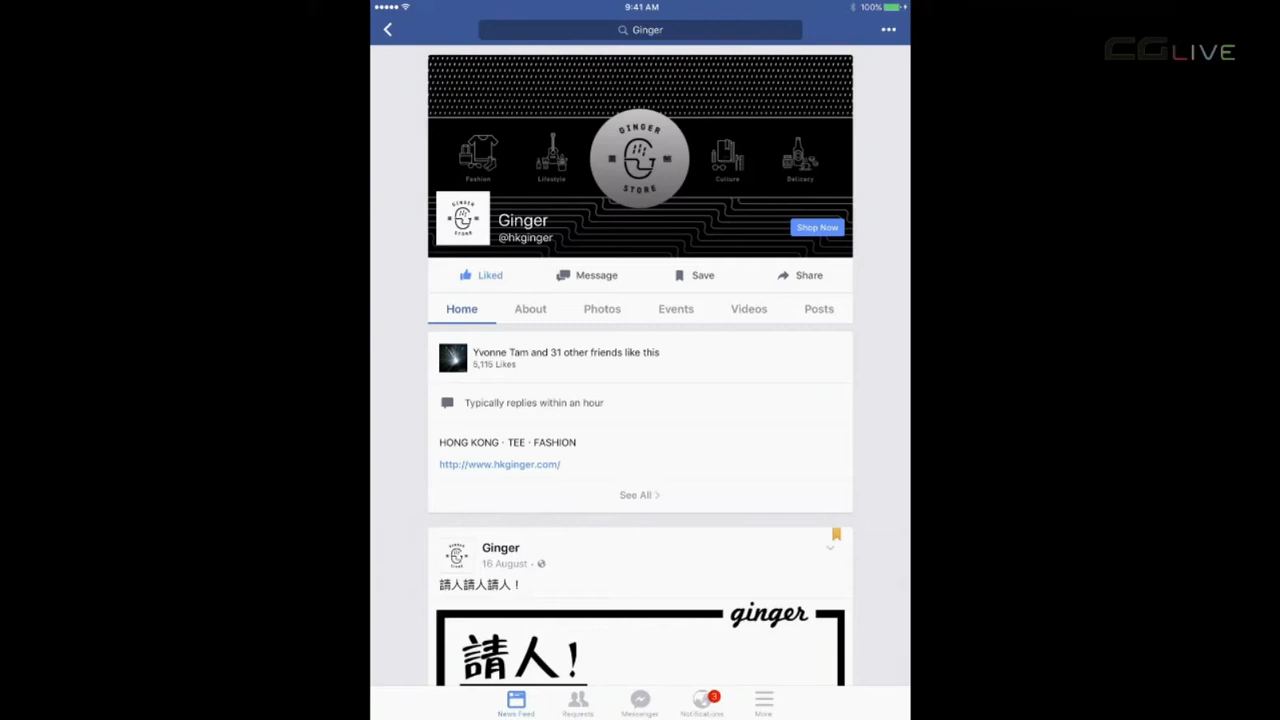 9:41 AM
100%
Ginger
CGLIVE
GINGER
STORE
Fashion
Lifestyle
Culture
Delicacy
GINGER
STORE
Ginger
@hkginger
Shop Now
Liked
Message
Save
Share
Home
About
Photos
Events
Videos
Posts
Yvonne Tam and 31 other friends like this
5,115 Likes
Typically replies within an hour
HONG KONG · TEE · FASHION
http://www.hkginger.com/
See All >
Ginger
16 August ·
請人請人請人！
ginger
請人!
News Feed
Requests
Messenger
3
Notifications
More